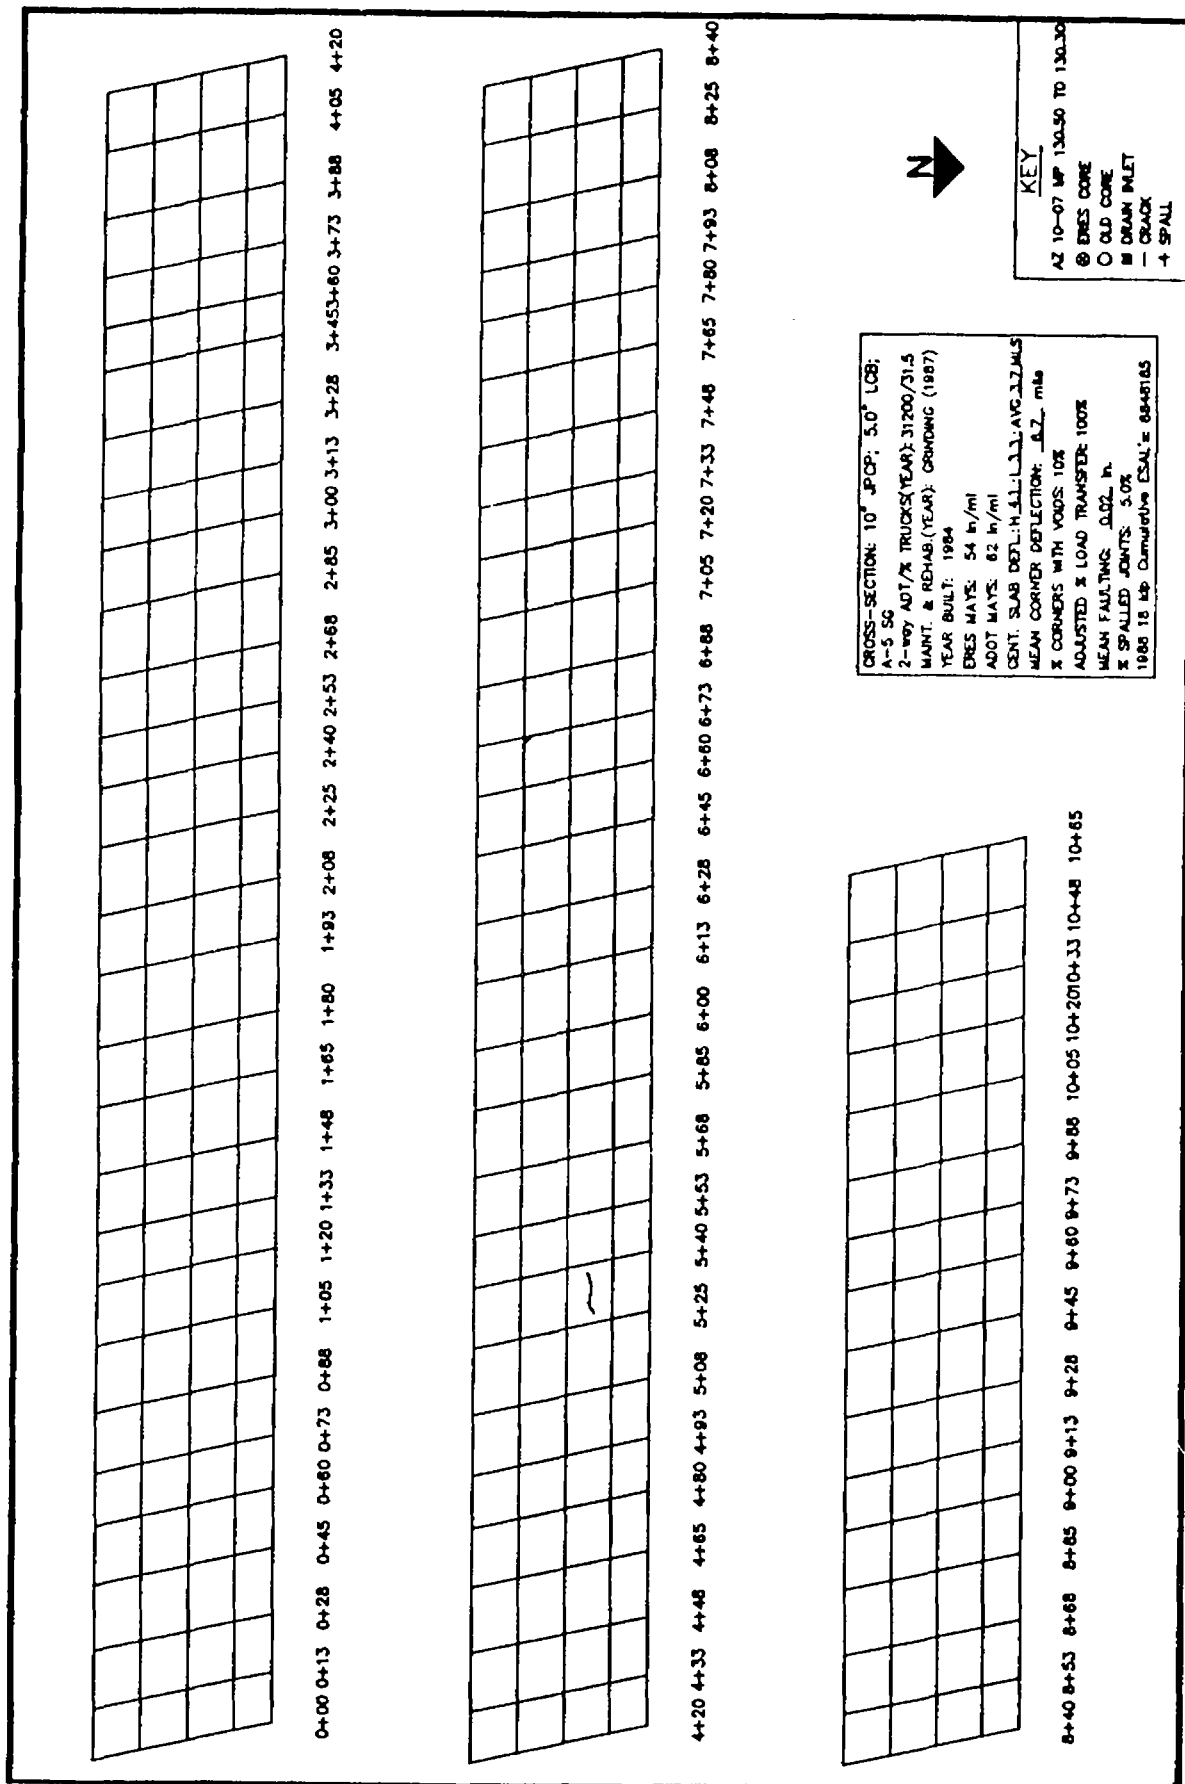 0+00 0+13 0+28 0+45 0+60 0+73 0+88 1+05 1+20 1+33 1+48 1+65 1+80 1+93 2+08 2+25 2+40 2+53 2+68 2+85 3+00 3+13 3+28 3+45 3+60 3+73 3+88 4+05 4+20
4+20 4+33 4+48 4+65 4+80 4+93 5+08 5+25 5+40 5+53 5+68 5+85 6+00 6+13 6+28 6+45 6+60 6+73 6+88 7+05 7+20 7+33 7+48 7+65 7+80 7+93 8+08 8+25 8+40
8+40 8+53 8+68 8+85 9+00 9+13 9+28 9+45 9+60 9+73 9+88 10+05 10+20 10+33 10+48 10+65
CROSS-SECTION: 10" JPCP; 5.0" LCB;
A-5 SG
2-way ADT/% TRUCKS(YEAR): 31200/31.5
MAINT. & REHAB.(YEAR): GRINDING (1987)
YEAR BUILT: 1984
ERES MAYS: 54 in/mi
ADOT MAYS: 62 in/mi
CENT. SLAB DEFL.: H 4.1; L 3.3; AVG 3.7 MILS
MEAN CORNER DEFLECTION: mils
% CORNERS WITH VOIDS: 10%
ADJUSTED % LOAD TRANSFER: 100%
MEAN FAULTING: 0.02 in.
% SPALLED JOINTS: 5.0%
1988 18 kip Cumulative ESAL's=
N
KEY
AZ 10-07 MP 130.50 TO 130.30
ERES CORE
OLD CORE
DRAIN INLET
CRACK
SPALL